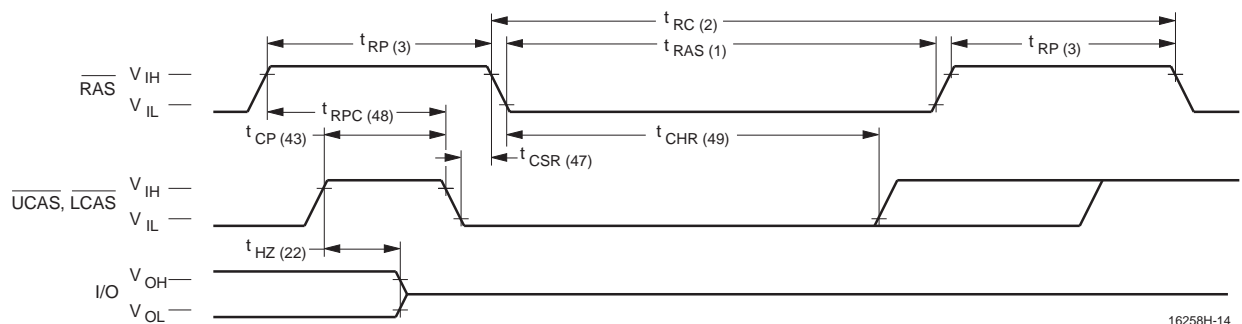 t RC (2)
t RP (3)
t RAS (1)
t RP (3)
RAS
V IH
V IL
t RPC (48)
t CP (43)
t CHR (49)
t CSR (47)
UCAS, LCAS
V IH
V IL
t HZ (22)
I/O
V OH
V OL
16258H-14